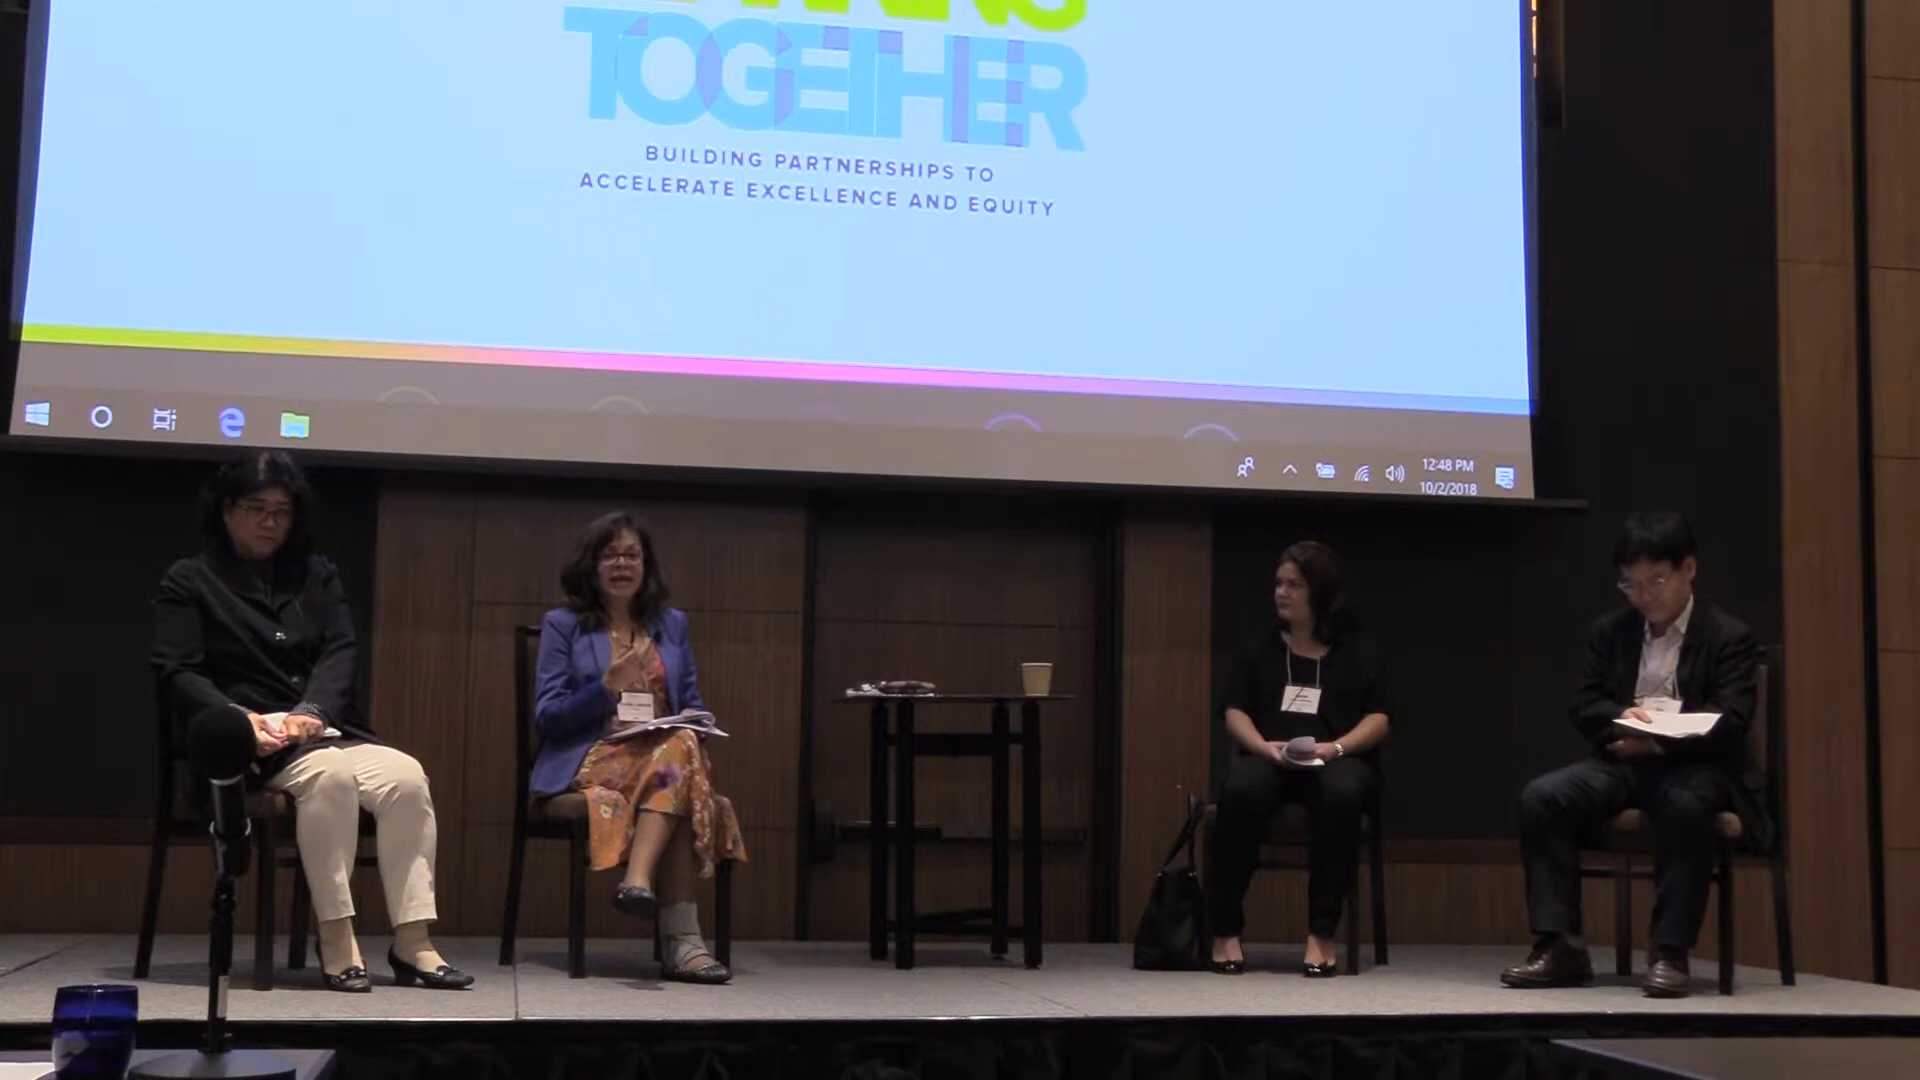 TOGETHER
BUILDING PARTNERSHIPS TO
ACCELERATE EXCELLENCE AND EQUITY
12:48 PM
10/2/2018